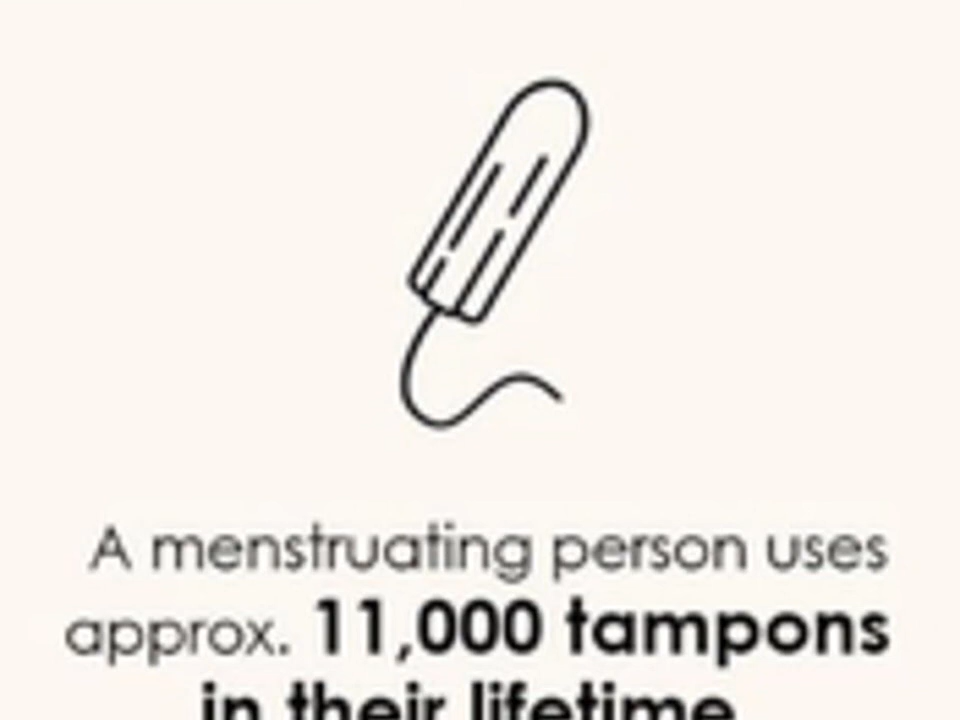 A menstruating person uses
approx. 11,000 tampons
in their lifetime